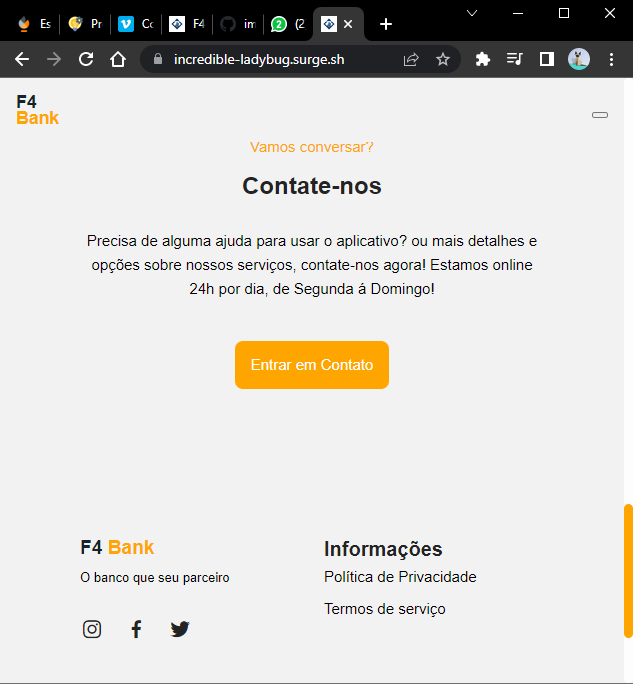 Es
Pr
Co
F4
im
(2
incredible-ladybug.surge.sh
F4
Bank
Vamos conversar?
Contate-nos
Precisa de alguma ajuda para usar o aplicativo? ou mais detalhes e
opções sobre nossos serviços, contate-nos agora! Estamos online
24h por dia, de Segunda á Domingo!
Entrar em Contato
F4 Bank
O banco que seu parceiro
Informações
Política de Privacidade
Termos de serviço